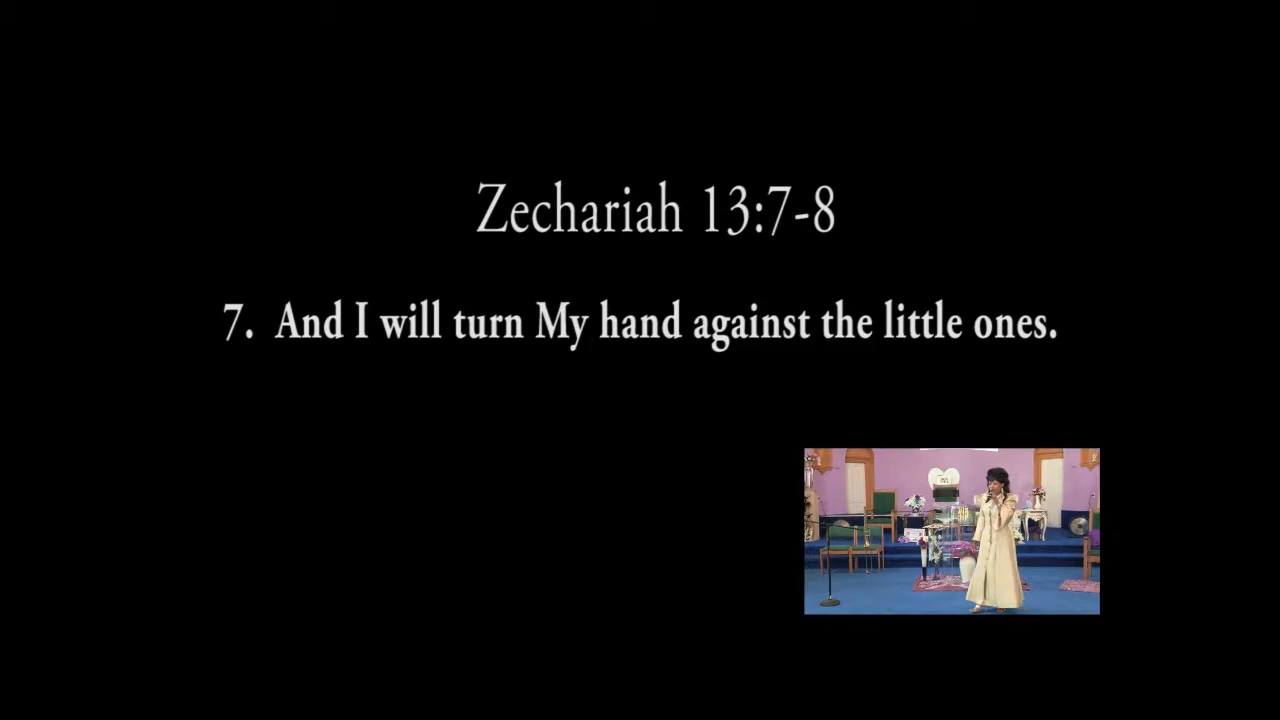 Zechariah 13:7-8
7. And I will turn My hand against the little ones.